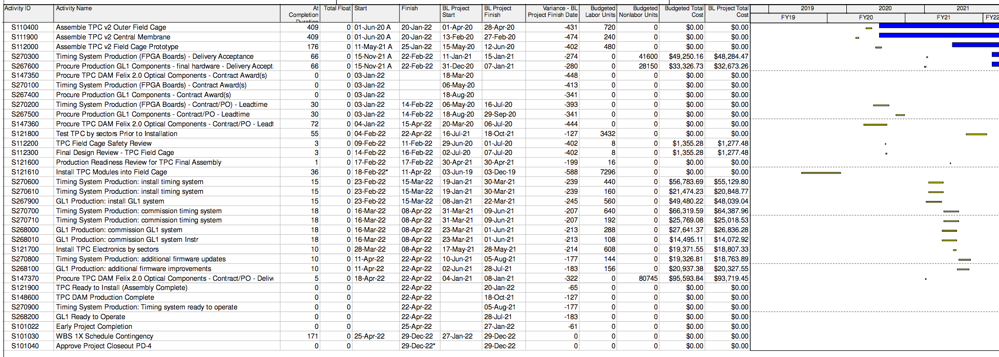 Activity ID Activity Name At Completion Duration Total Float Start Finish BL Project Start BL Project Finish Variance - BL Project Finish Date Budgeted Labor Units Budgeted Nonlabor Units Budgeted Total Cost BL Project Total Cost 2019 2020 2021
FY19 FY20 FY21 FY22
S110400 Assemble TPC v2 Outer Field Cage 409 0 01-Jun-20 A 20-Jan-22 01-Apr-20 28-Apr-20 -431 720 0 $0.00 $0.00
S111900 Assemble TPC v2 Central Membrane 409 0 01-Jun-20 A 20-Jan-22 13-Feb-20 27-Feb-20 -474 240 0 $0.00 $0.00
S112000 Assemble TPC v2 Field Cage Prototype 176 0 11-May-21 A 25-Jan-22 15-May-20 12-Jun-20 -402 480 0 $0.00 $0.00
S270300 Timing System Production (FPGA Boards) - Delivery Acceptance 66 0 15-Nov-21 A 22-Feb-22 11-Jan-21 15-Jan-21 -274 0 41600 $49,250.16 $48,284.47
S267600 Procure Production GL1 Components - final hardware - Delivery Accept 66 0 15-Nov-21 A 22-Feb-22 31-Dec-20 07-Jan-21 -280 0 28150 $33,326.73 $32,673.26
S147350 Procure TPC DAM Felix 2.0 Optical Components - Contract Award(s) 0 0 03-Jan-22 18-Mar-20 -448 0 0 $0.00 $0.00
S270100 Timing System Production (FPGA Boards) - Contract Award(s) 0 0 03-Jan-22 06-May-20 -413 0 0 $0.00 $0.00
S267400 Procure Production GL1 Components - Contract Award(s) 0 0 03-Jan-22 18-Aug-20 -341 0 0 $0.00 $0.00
S270200 Timing System Production (FPGA Boards) - Contract/PO) - Leadtime 30 0 03-Jan-22 14-Feb-22 06-May-20 16-Jul-20 -393 0 0 $0.00 $0.00
S267500 Procure Production GL1 Components - Contract/PO - Leadtime 30 0 03-Jan-22 14-Feb-22 18-Aug-20 29-Sep-20 -341 0 0 $0.00 $0.00
S147360 Procure TPC DAM Felix 2.0 Optical Components - Contract/PO - Leadt 72 0 04-Jan-22 15-Apr-22 20-Mar-20 06-Jul-20 -444 0 0 $0.00 $0.00
S121800 Test TPC by sectors Prior to Installation 55 0 04-Feb-22 22-Apr-22 16-Jul-21 18-Oct-21 -127 3432 0 $0.00 $0.00
S112200 TPC Field Cage Safety Review 3 0 09-Feb-22 11-Feb-22 29-Jun-20 01-Jul-20 -402 8 0 $1,355.28 $1,277.48
S112300 Final Design Review - TPC Field Cage 3 0 14-Feb-22 16-Feb-22 02-Jul-20 07-Jul-20 -402 8 0 $1,355.28 $1,277.48
S121600 Production Readiness Review for TPC Final Assembly 1 0 17-Feb-22 17-Feb-22 30-Apr-21 30-Apr-21 -199 16 0 $0.00 $0.00
S121610 Install TPC Modules into Field Cage 36 0 18-Feb-22* 11-Apr-22 03-Jun-19 03-Dec-19 -588 7296 0 $0.00 $0.00
S270600 Timing System Production: install timing system 15 0 23-Feb-22 15-Mar-22 19-Jan-21 30-Mar-21 -239 440 0 $56,783.69 $55,129.80
S270610 Timing System Production: install timing system 15 0 23-Feb-22 15-Mar-22 19-Jan-21 30-Mar-21 -239 160 0 $21,474.23 $20,848.77
S267900 GL1 Production: install GL1 system 15 0 23-Feb-22 15-Mar-22 08-Jan-21 22-Mar-21 -245 560 0 $49,480.22 $48,039.04
S270700 Timing System Production: commission timing system 18 0 16-Mar-22 08-Apr-22 31-Mar-21 09-Jun-21 -207 640 0 $66,319.59 $64,387.96
S270710 Timing System Production: commission timing system 18 0 16-Mar-22 08-Apr-22 31-Mar-21 09-Jun-21 -207 192 0 $25,769.08 $25,018.53
S268000 GL1 Production: commission GL1 system 18 0 16-Mar-22 08-Apr-22 23-Mar-21 01-Jun-21 -213 288 0 $27,641.37 $26,836.28
S268010 GL1 Production: commission GL1 system Instr 18 0 16-Mar-22 08-Apr-22 23-Mar-21 01-Jun-21 -213 108 0 $14,495.11 $14,072.92
S121700 Install TPC Electronics by sectors 10 0 28-Mar-22 08-Apr-22 17-May-21 28-May-21 -214 608 0 $19,371.55 $18,807.33
S270800 Timing System Production: additional firmware updates 10 0 11-Apr-22 22-Apr-22 10-Jun-21 05-Aug-21 -177 144 0 $19,326.81 $18,763.89
S268100 GL1 Production: additional firmware improvements 10 0 11-Apr-22 22-Apr-22 02-Jun-21 28-Jul-21 -183 156 0 $20,937.38 $20,327.55
S147370 Procure TPC DAM Felix 2.0 Optical Components - Contract/PO - Deliv 5 0 18-Apr-22 22-Apr-22 04-Jan-21 08-Jan-21 -322 0 80745 $95,593.84 $93,719.45
S121900 TPC Ready to Install (Assembly Complete) 0 0 22-Apr-22 20-Jan-22 -65 0 0 $0.00 $0.00
S148600 TPC DAM Production Complete 0 0 22-Apr-22 18-Oct-21 -127 0 0 $0.00 $0.00
S270900 Timing System Production: Timing system ready to operate 0 0 22-Apr-22 05-Aug-21 -177 0 0 $0.00 $0.00
S268200 GL1 Ready to Operate 0 0 22-Apr-22 28-Jul-21 -183 0 0 $0.00 $0.00
S101022 Early Project Completion 0 0 25-Apr-22 27-Jan-22 -61 0 0 $0.00 $0.00
S101030 WBS 1X Schedule Contingency 171 0 25-Apr-22 29-Dec-22 27-Jan-22 29-Dec-22 0 0 0 $0.00 $0.00
S101040 Approve Project Closeout PD-4 0 0 29-Dec-22* 29-Dec-22 0 0 0 $0.00 $0.00